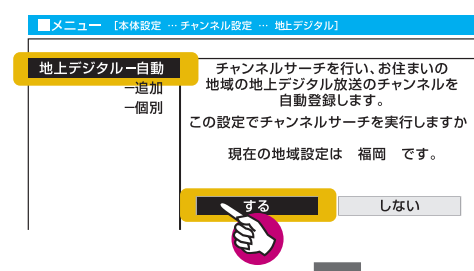 ■メニュー [本体設定 … チャンネル設定 … 地上デジタル]
地上デジタルー自動
ー追加
ー個別
チャンネルサーチを行い、お住まいの
地域の地上デジタル放送のチャンネルを
自動登録します。
この設定でチャンネルサーチを実行しますか
現在の地域設定は 福岡 です。
する
しない